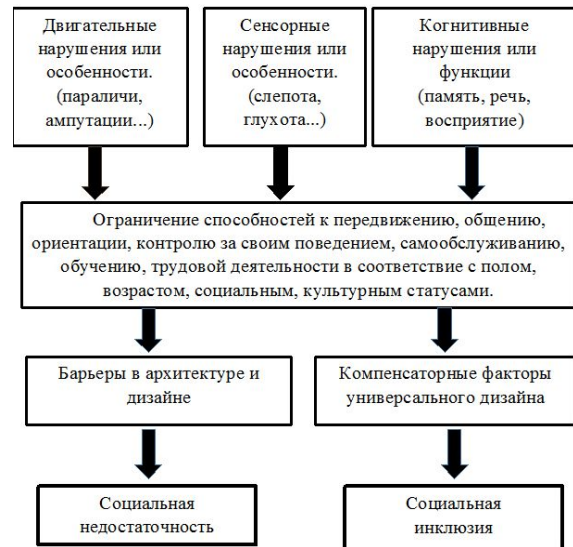 Двигательные
нарушения или
особенности.
(параличи,
ампутации...)
Сенсорные
нарушения или
особенности.
(слепота,
глухота...)
Когнитивные
нарушения или
функции
(память, речь,
восприятие)
Ограничение способностей к передвижению, общению,
ориентации, контролю за своим поведением, самообслуживанию,
обучению, трудовой деятельности в соответствие с полом,
возрастом, социальным, культурным статусами.
Барьеры в архитектуре и
дизайне
Компенсаторные факторы
универсального дизайна
Социальная
недостаточность
Социальная
инклюзия